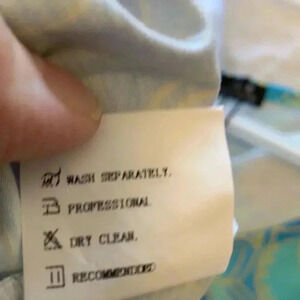 WASH SEPARATELY.
PROFESSIONAL
DRY CLEAN.
RECOMMENDED